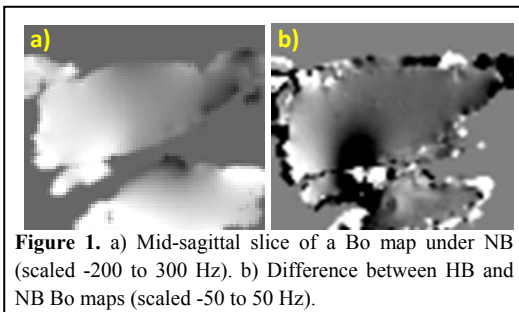 a)
b)
Figure 1. a) Mid-sagittal slice of a Bo map under NB
(scaled -200 to 300 Hz). b) Difference between HB and
NB Bo maps (scaled -50 to 50 Hz).